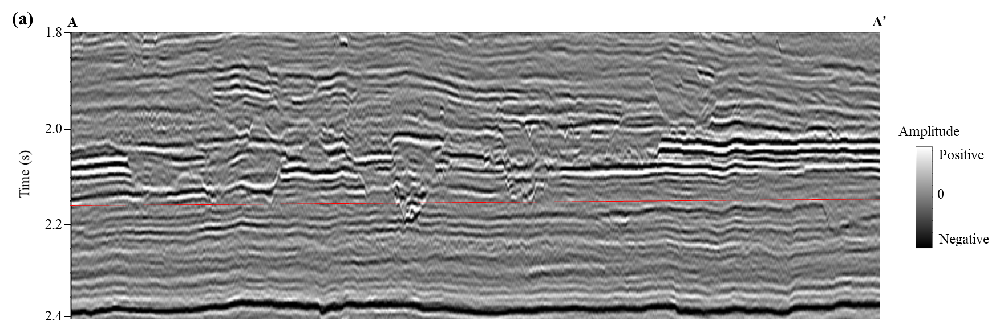 (a)
A
A’
1.8
2.0
2.2
2.4
Time (s)
Amplitude
Positive
0
Negative